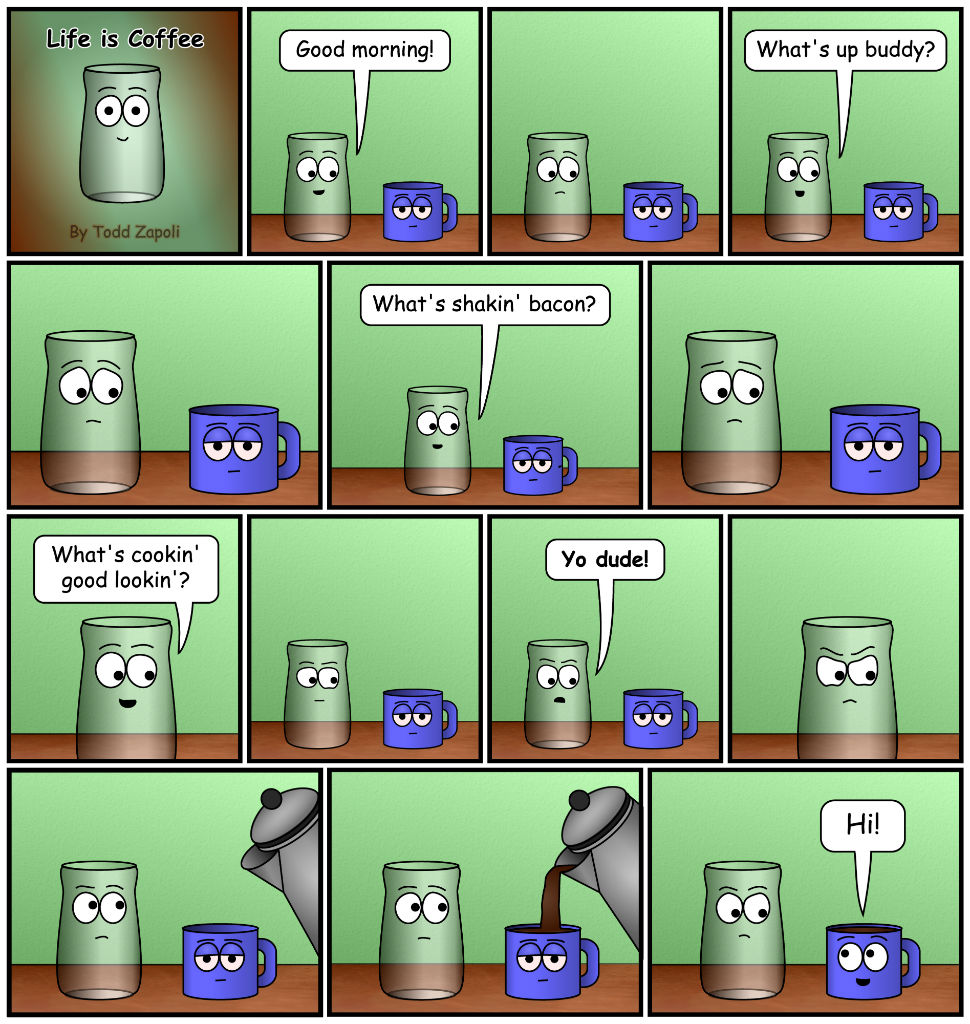 Life is Coffee
By Todd Zapoli
Good morning!
What's up buddy?
What's shakin' bacon?
What's cookin'
good lookin'?
Yo dude!
Hi!